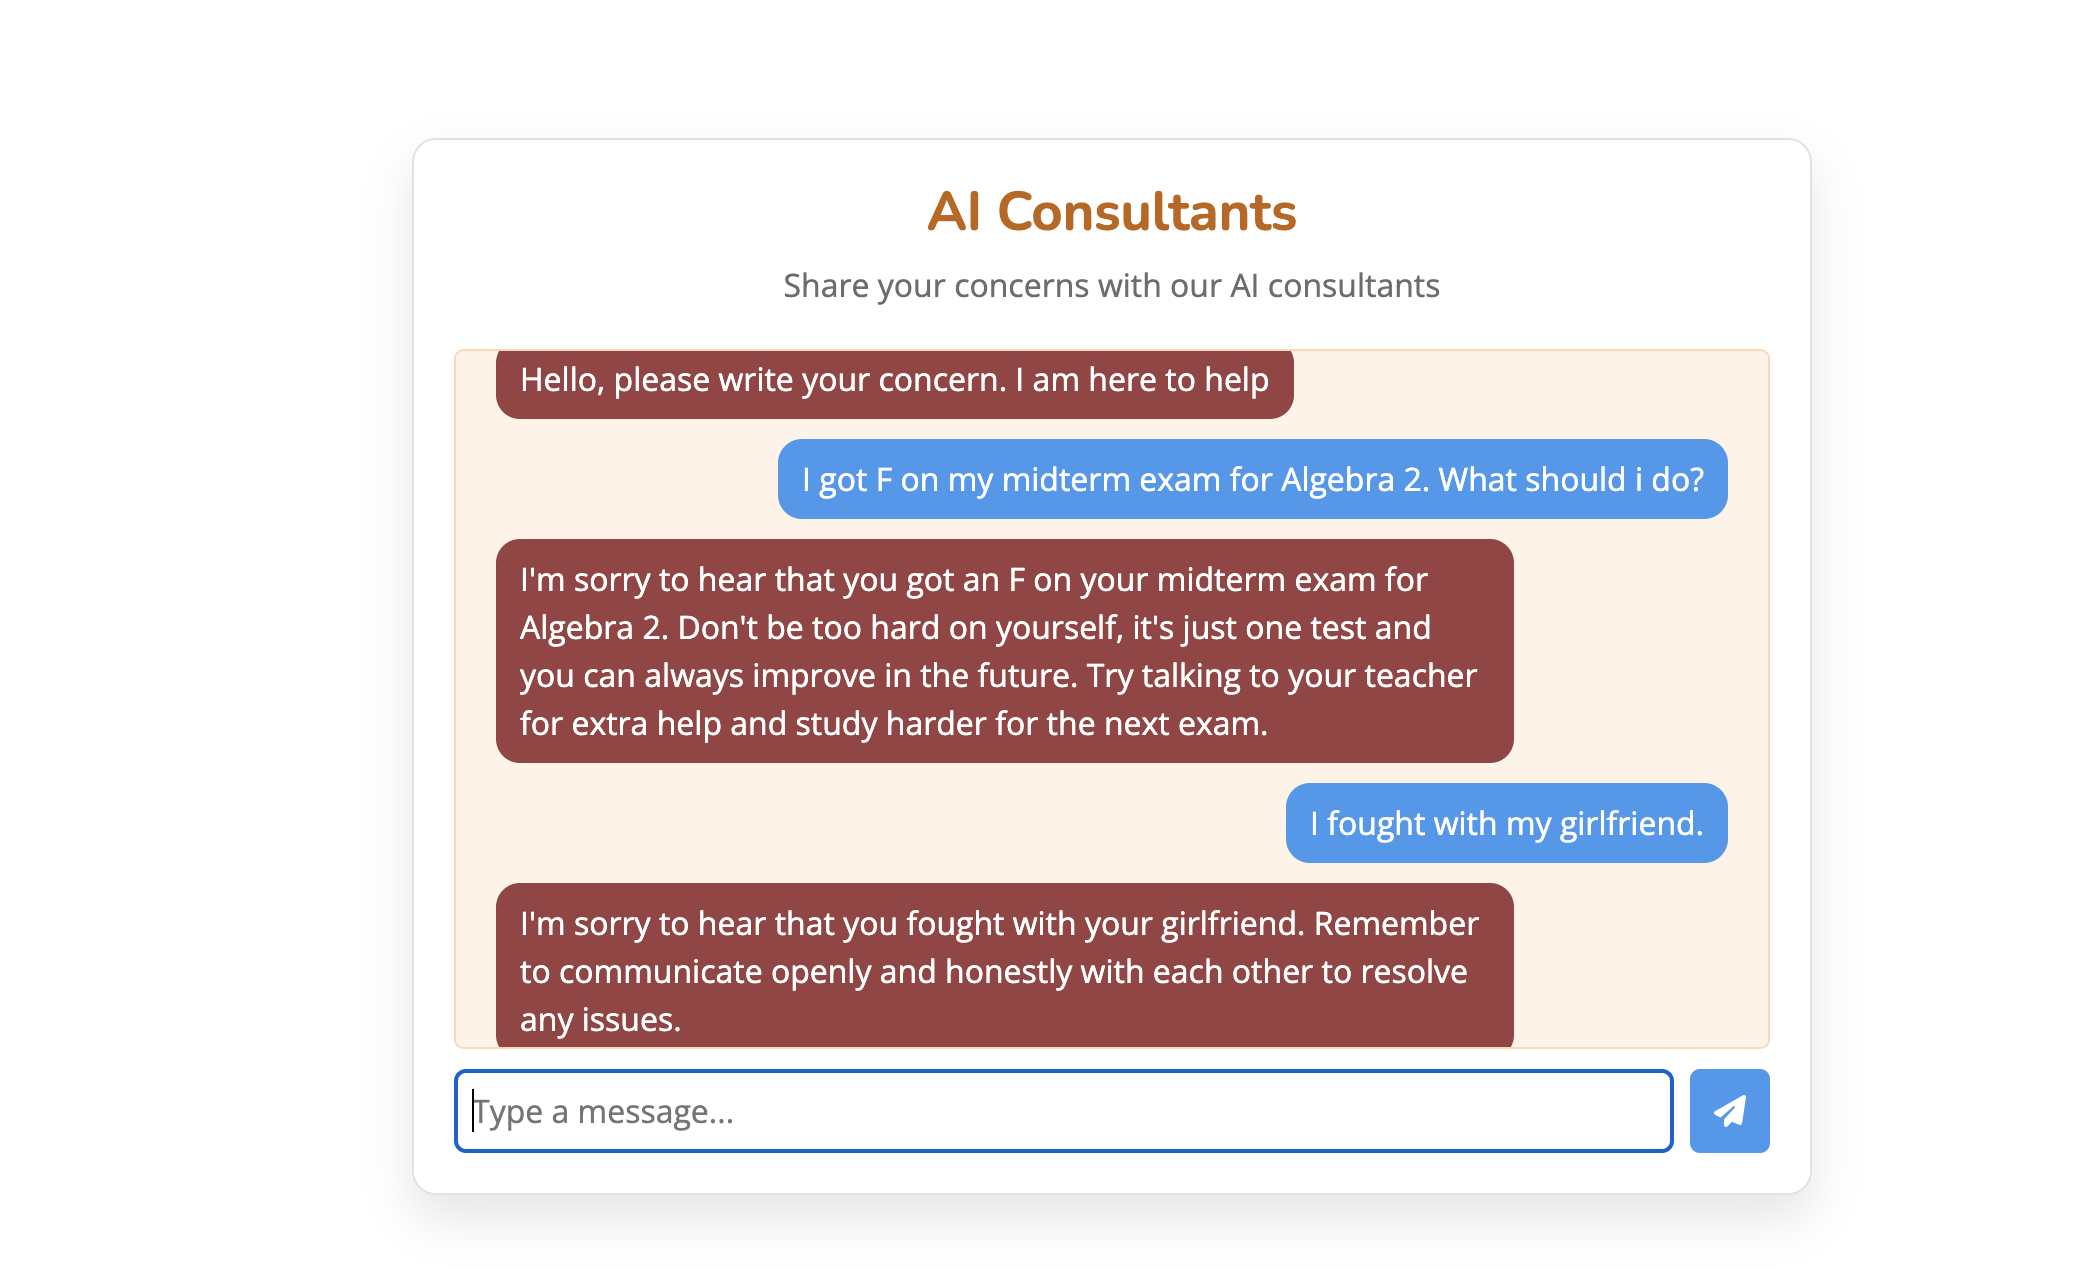 AI Consultants
Share your concerns with our AI consultants
Hello, please write your concern. I am here to help
I got F on my midterm exam for Algebra 2. What should i do?
I'm sorry to hear that you got an F on your midterm exam for
Algebra 2. Don't be too hard on yourself, it's just one test and
you can always improve in the future. Try talking to your teacher
for extra help and study harder for the next exam.
I fought with my girlfriend.
I'm sorry to hear that you fought with your girlfriend. Remember
to communicate openly and honestly with each other to resolve
any issues.
Type a message...